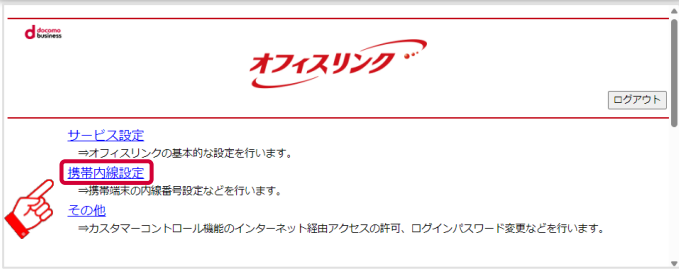 docomo
business
オフィスリンク
ログアウト
サービス設定
⇒オフィスリンクの基本的な設定を行います。
携帯内線設定
⇒携帯端末の内線番号設定などを行います。
その他
⇒カスタマーコントロール機能のインターネット経由アクセスの許可、ログインパスワード変更などを行います。